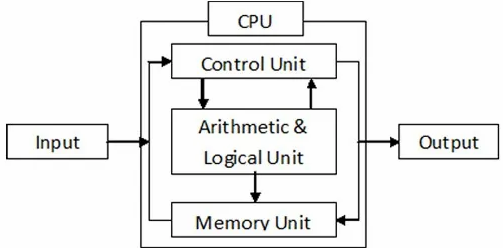 CPU
Control Unit
Input
Arithmetic &
Logical Unit
Output
Memory Unit